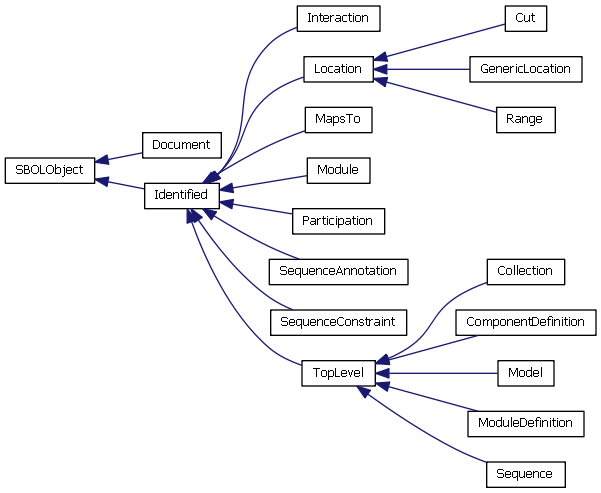 Interaction
Cut
Location
GenericLocation
MapsTo
Range
Document
SBOLObject
Module
Identified
Participation
SequenceAnnotation
Collection
SequenceConstraint
ComponentDefinition
TopLevel
Model
ModuleDefinition
Sequence